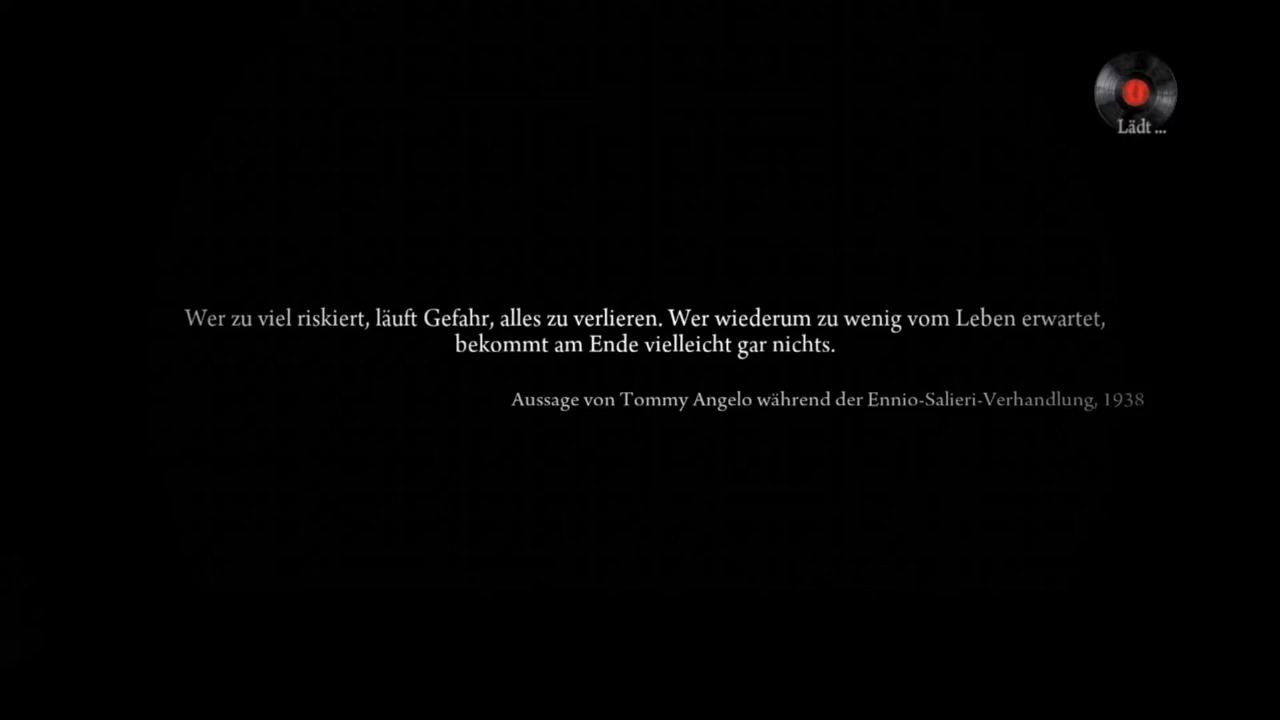 Lädt ...
Wer zu viel riskiert, läuft Gefahr, alles zu verlieren. Wer wiederum zu wenig vom Leben erwartet,
bekommt am Ende vielleicht gar nichts.
Aussage von Tommy Angelo während der Ennio-Salieri-Verhandlung, 1938